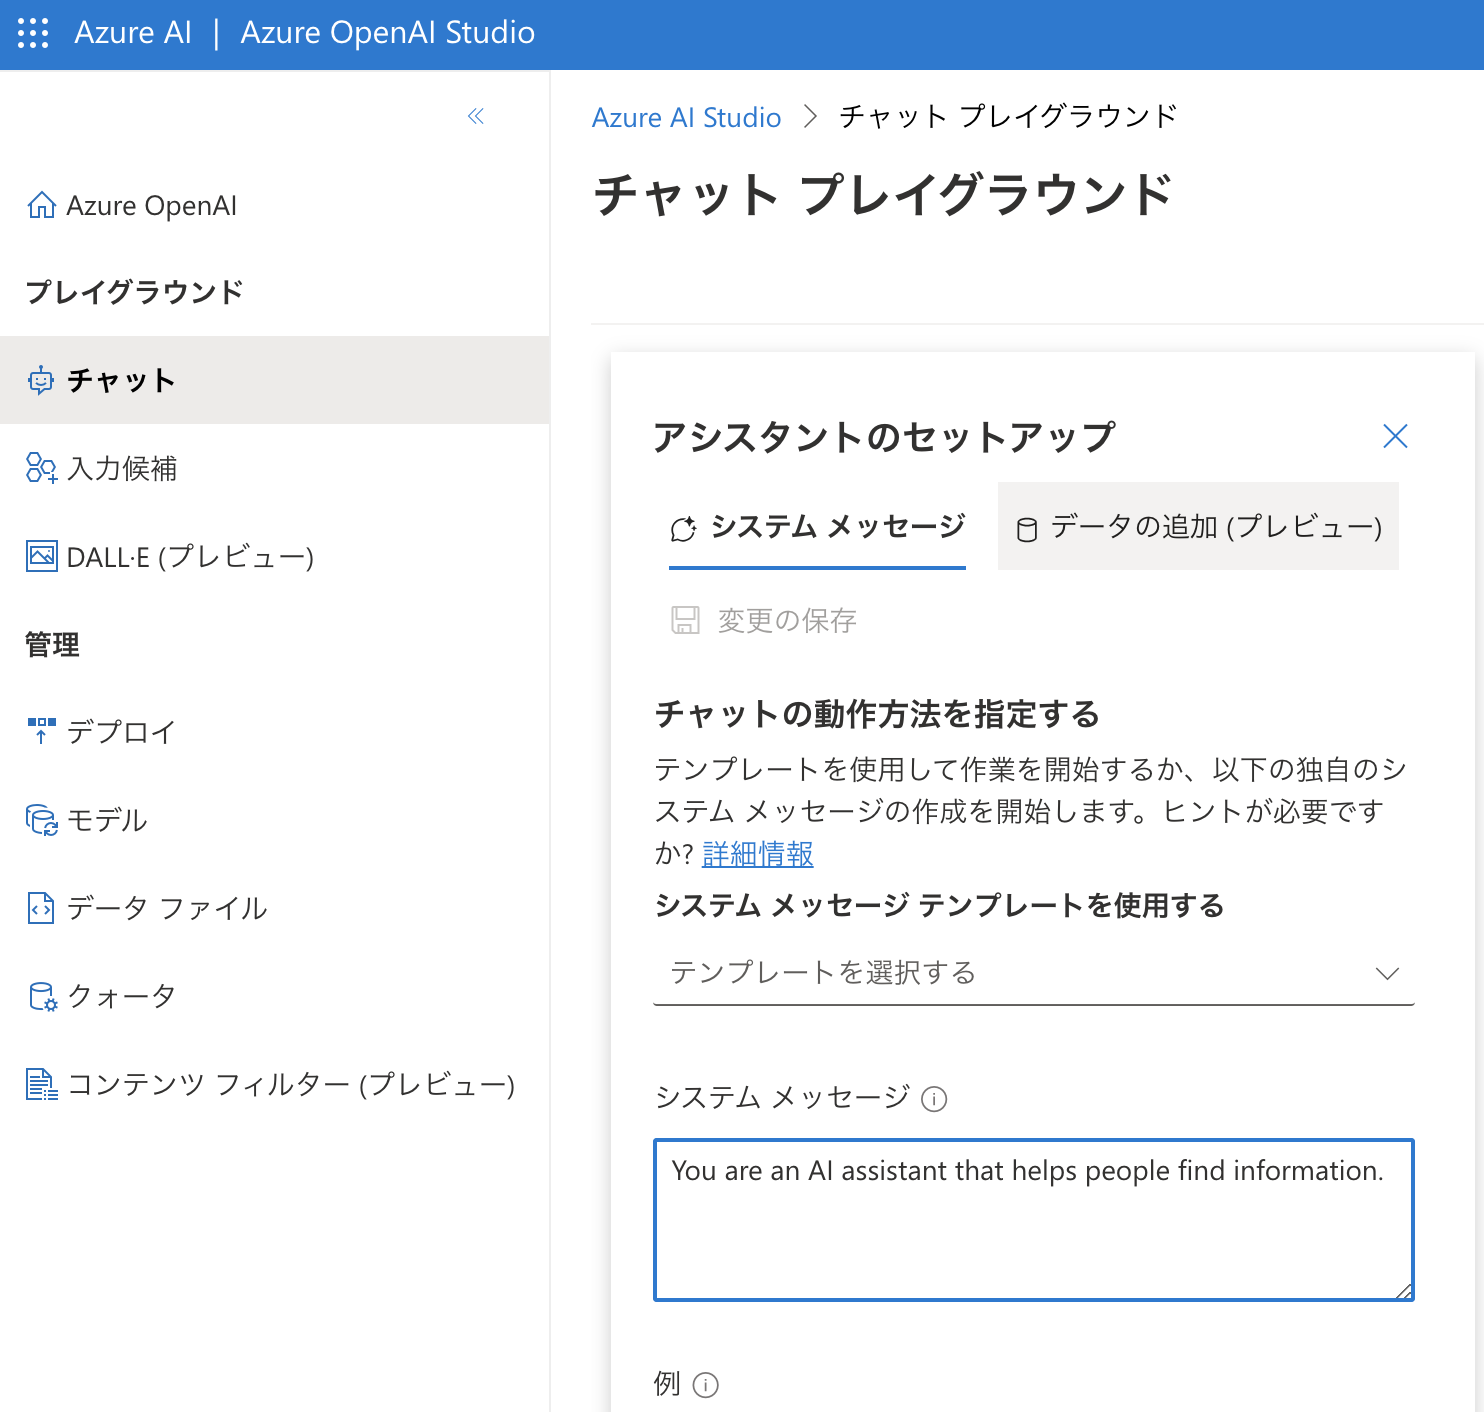 Azure AI | Azure OpenAI Studio
Azure OpenAI
プレイグラウンド
チャット
入力候補
DALL·E (プレビュー)
管理
デプロイ
モデル
データ ファイル
クォータ
コンテンツ フィルター (プレビュー)
Azure AI Studio > チャット プレイグラウンド
チャット プレイグラウンド
アシスタントのセットアップ
システム メッセージ
データの追加 (プレビュー)
変更の保存
チャットの動作方法を指定する
テンプレートを使用して作業を開始するか、以下の独自のシ
ステム メッセージの作成を開始します。ヒントが必要です
か? 詳細情報
システム メッセージ テンプレートを使用する
テンプレートを選択する
システム メッセージ
You are an AI assistant that helps people find information.
例